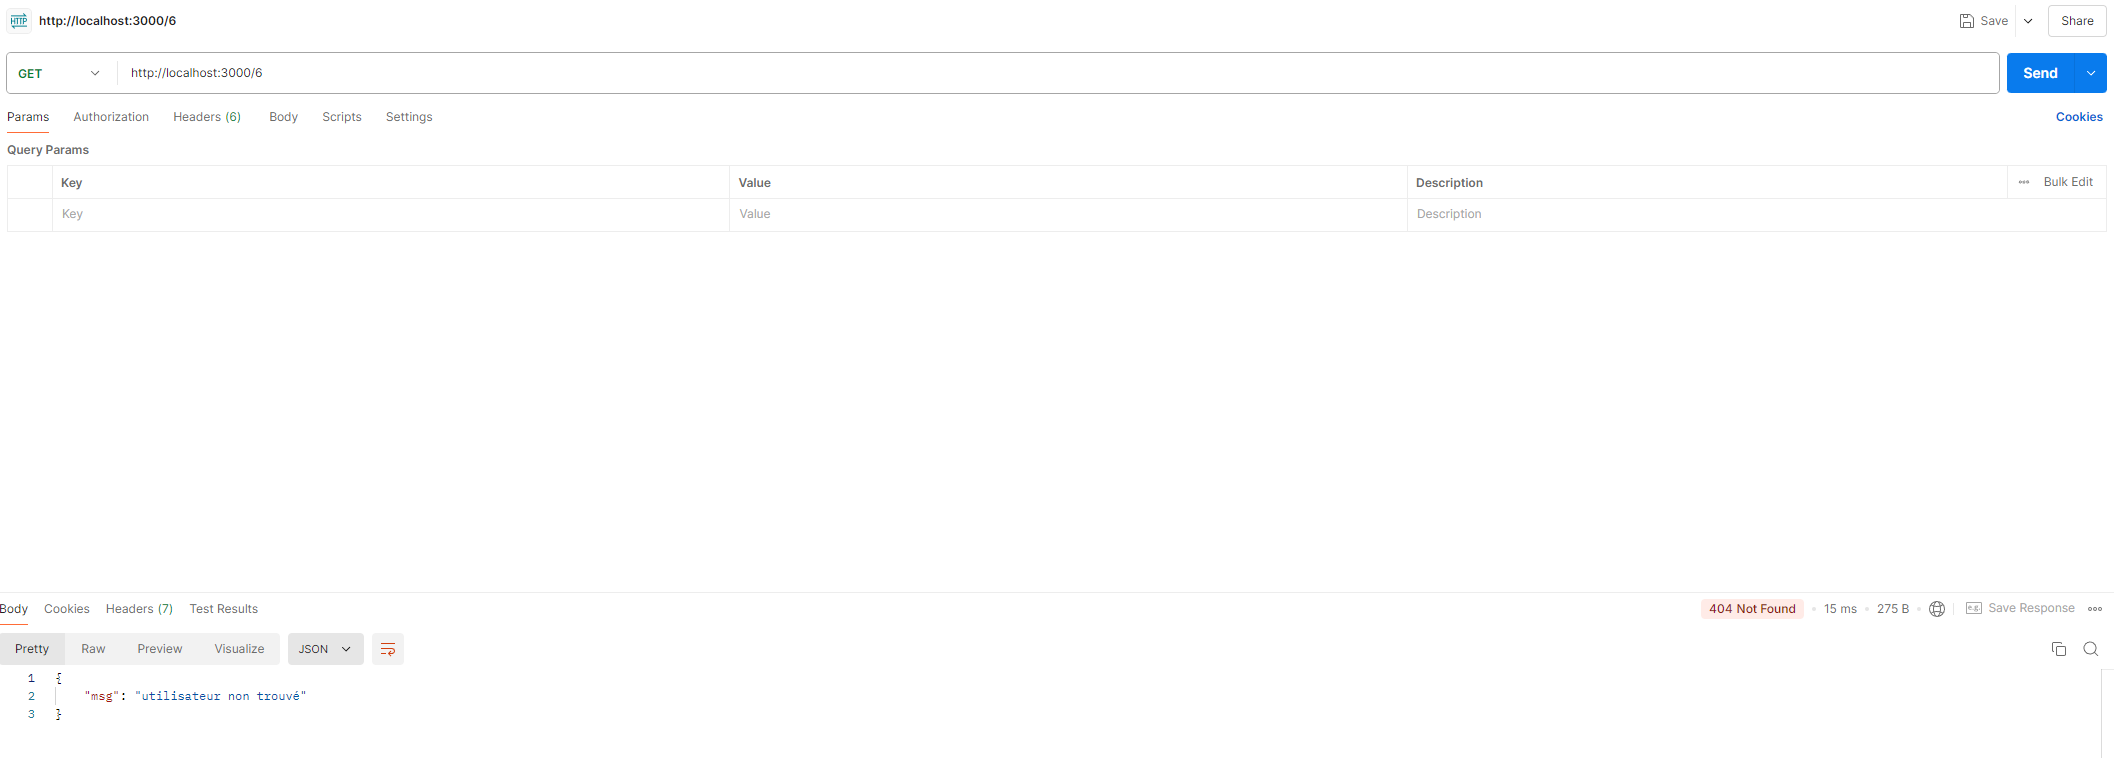 HTTP http://localhost:3000/6 Save Share
GET http://localhost:3000/6 Send
Params Authorization Headers (6) Body Scripts Settings Cookies
Query Params
Key Value Description Bulk Edit
Key Value Description
Body Cookies Headers (7) Test Results 404 Not Found 15 ms 275 B e.g. Save Response
Pretty Raw Preview Visualize JSON
1 {
2 "msg": "utilisateur non trouvé"
3 }